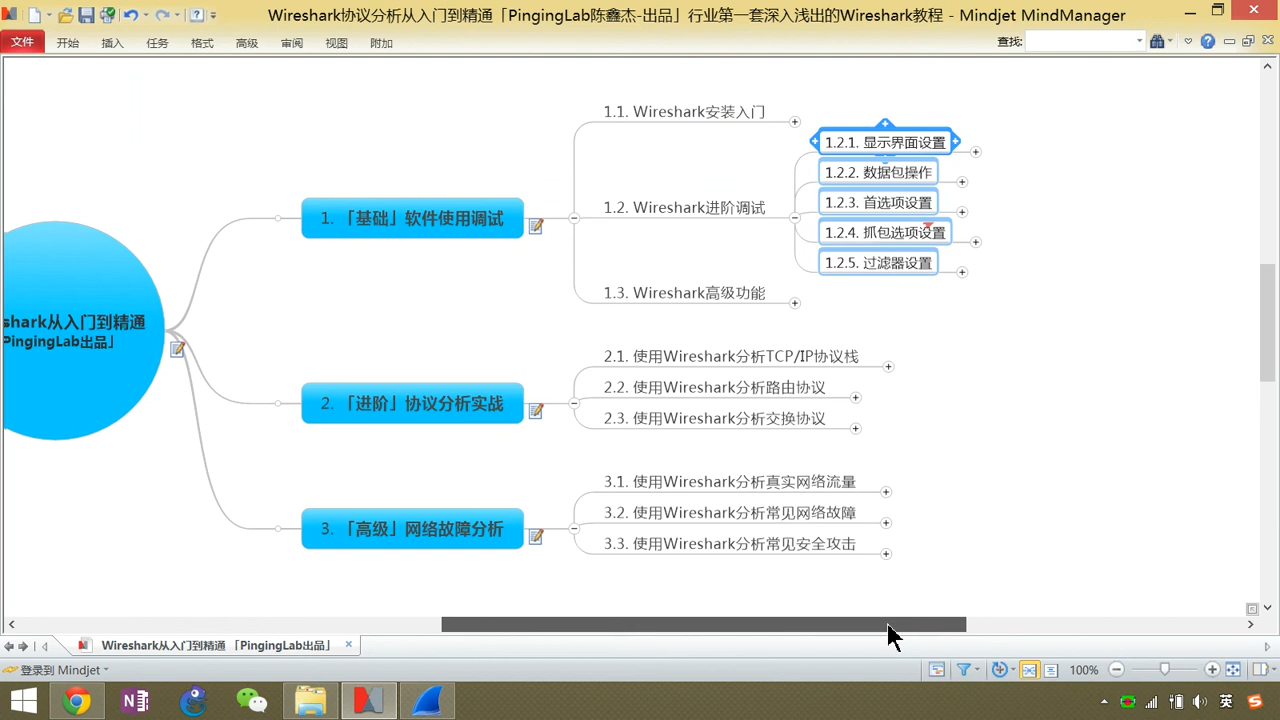 Wireshark协议分析从入门到精通「PingingLab陈鑫杰-出品」行业第一套深入浅出的Wireshark教程 - Mindjet MindManager
文件 开始 插入 任务 格式 高级 审阅 视图 附加 查找:
1.1. Wireshark安装入门
1.2.1. 显示界面设置
1.2.2. 数据包操作
1. 「基础」软件使用调试
1.2. Wireshark进阶调试
1.2.3. 首选项设置
1.2.4. 抓包选项设置
1.2.5. 过滤器设置
1.3. Wireshark高级功能
shark从入门到精通
PingingLab出品」
2.1. 使用Wireshark分析TCP/IP协议栈
2. 「进阶」协议分析实战
2.2. 使用Wireshark分析路由协议
2.3. 使用Wireshark分析交换协议
3.1. 使用Wireshark分析真实网络流量
3. 「高级」网络故障分析
3.2. 使用Wireshark分析常见网络故障
3.3. 使用Wireshark分析常见安全攻击
Wireshark从入门到精通 「PingingLab出品」
登录到 Mindjet
100%
英